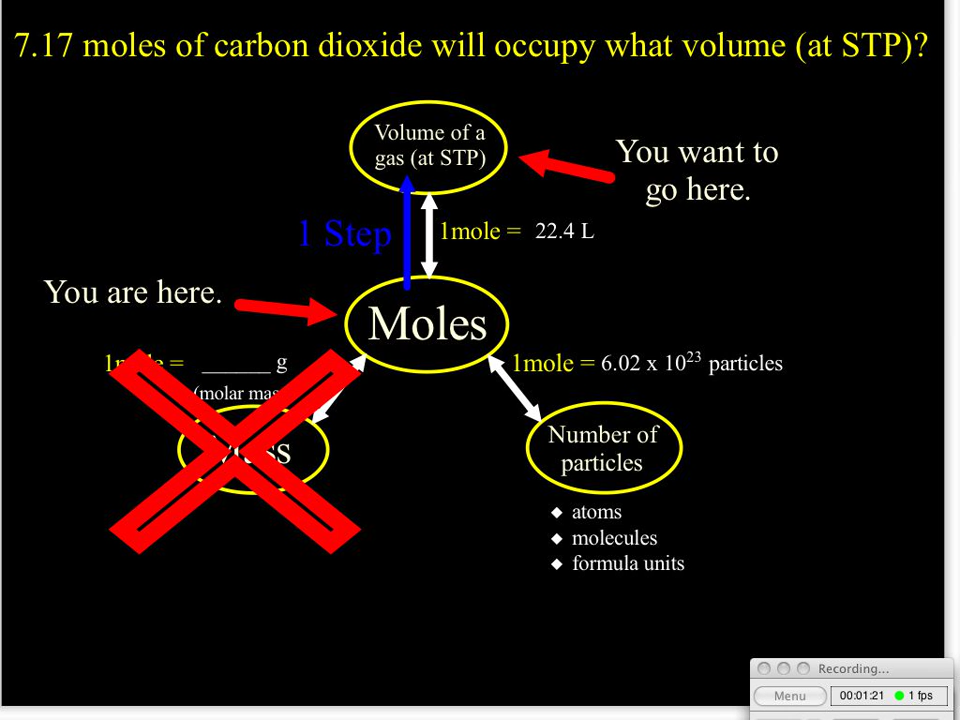 7.17 moles of carbon dioxide will occupy what volume (at STP)?
Volume of a
gas (at STP)
You want to
go here.
1 Step
1mole = 22.4 L
You are here.
Moles
1mole = ______ g
(molar mass
1mole = 6.02 x 10²³ particles
Mass
Number of
particles
◆ atoms
◆ molecules
◆ formula units
Recording...
Menu
00:01:21
1 fps